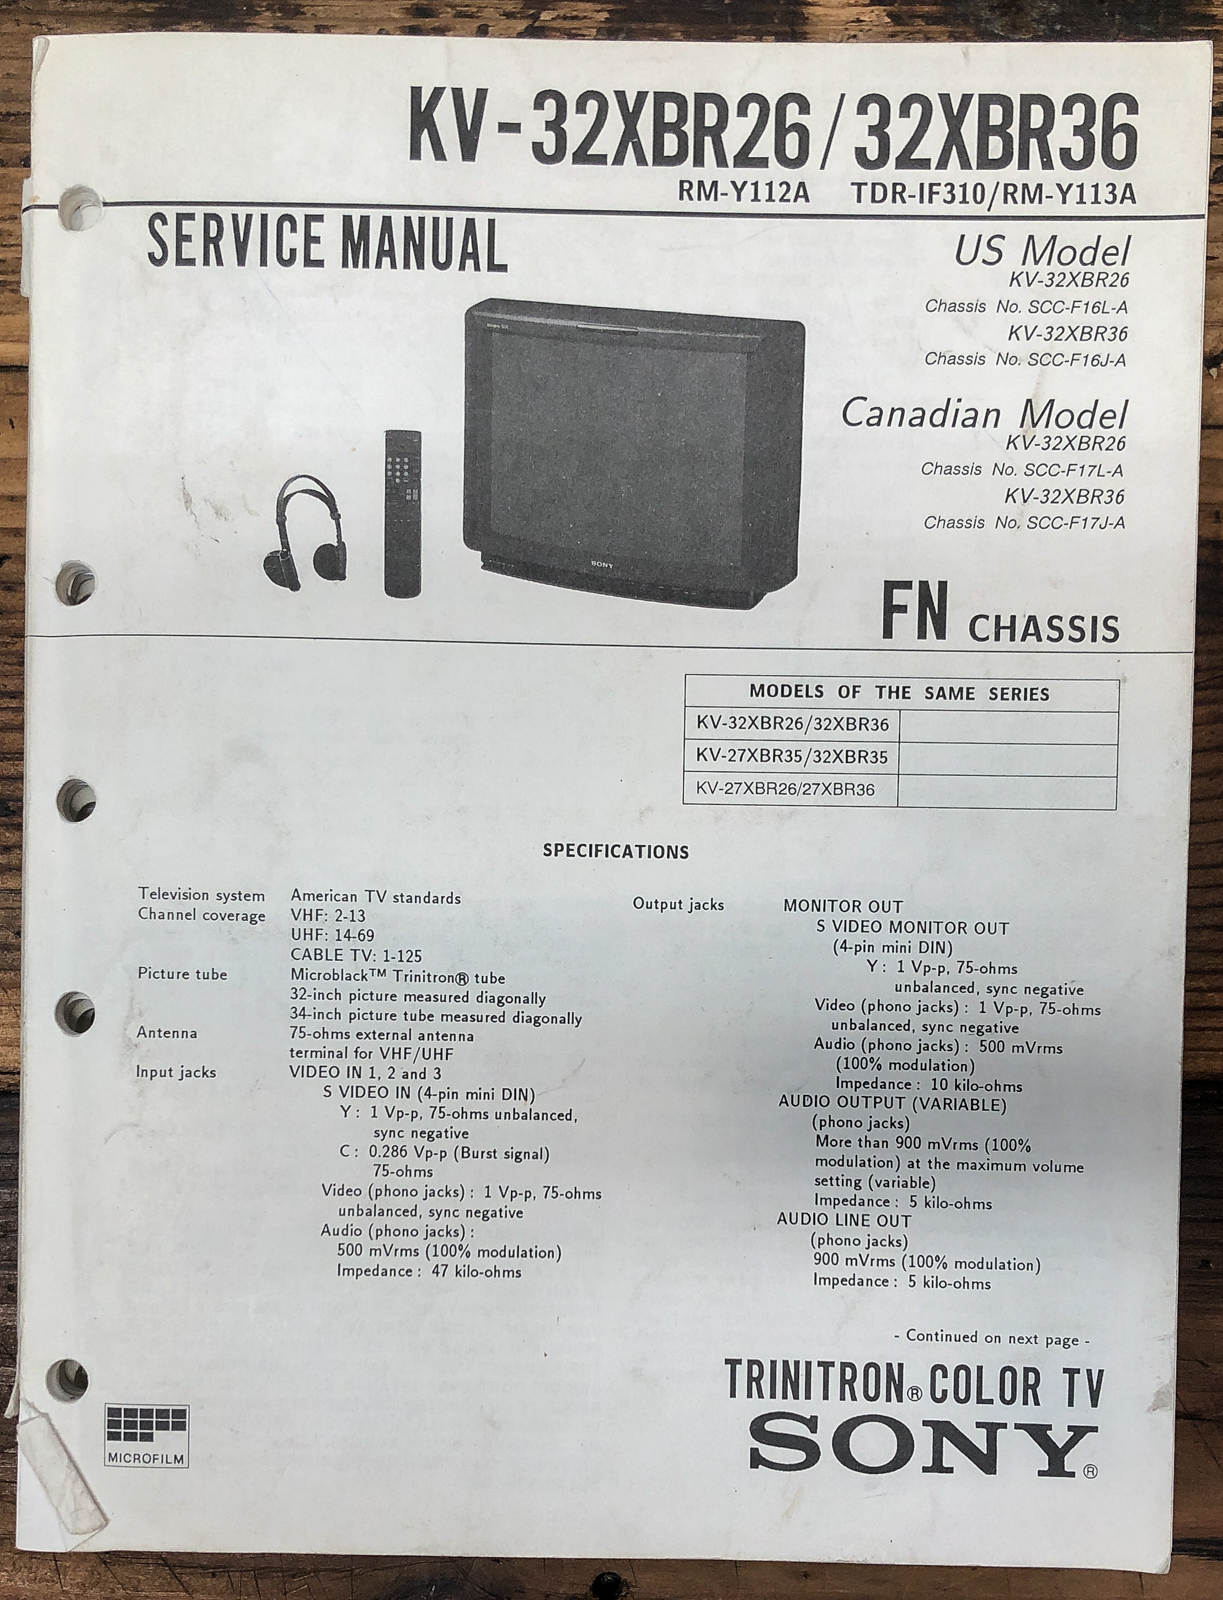 KV-32XBR26/32XBR36
RM-Y112A TDR-IF310/RM-Y113A
SERVICE MANUAL
US Model
KV-32XBR26
Chassis No. SCC-F16L-A
KV-32XBR36
Chassis No. SCC-F16J-A
Canadian Model
KV-32XBR26
Chassis No. SCC-F17L-A
KV-32XBR36
Chassis No. SCC-F17J-A
SONY
FN CHASSIS
MODELS OF THE SAME SERIES
KV-32XBR26/32XBR36
KV-27XBR35/32XBR35
KV-27XBR26/27XBR36
SPECIFICATIONS
Television system American TV standards
Channel coverage VHF: 2-13
UHF: 14-69
CABLE TV: 1-125
Picture tube Microblack™ Trinitron® tube
32-inch picture measured diagonally
34-inch picture tube measured diagonally
Antenna 75-ohms external antenna
terminal for VHF/UHF
Input jacks VIDEO IN 1, 2 and 3
S VIDEO IN (4-pin mini DIN)
Y : 1 Vp-p, 75-ohms unbalanced,
sync negative
C : 0.286 Vp-p (Burst signal)
75-ohms
Video (phono jacks) : 1 Vp-p, 75-ohms
unbalanced, sync negative
Audio (phono jacks) :
500 mVrms (100% modulation)
Impedance : 47 kilo-ohms
Output jacks MONITOR OUT
S VIDEO MONITOR OUT
(4-pin mini DIN)
Y : 1 Vp-p, 75-ohms
unbalanced, sync negative
Video (phono jacks) : 1 Vp-p, 75-ohms
unbalanced, sync negative
Audio (phono jacks) : 500 mVrms
(100% modulation)
Impedance : 10 kilo-ohms
AUDIO OUTPUT (VARIABLE)
(phono jacks)
More than 900 mVrms (100%
modulation) at the maximum volume
setting (variable)
Impedance : 5 kilo-ohms
AUDIO LINE OUT
(phono jacks)
900 mVrms (100% modulation)
Impedance : 5 kilo-ohms
- Continued on next page -
TRINITRON® COLOR TV
SONY®
MICROFILM